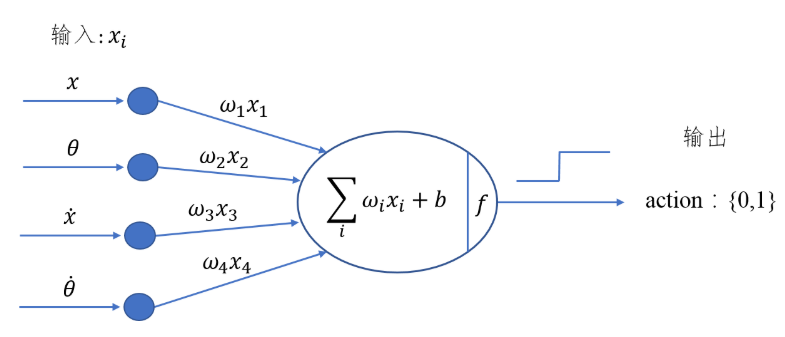 输入: xᵢ
x
ω₁x₁
θ
ω₂x₂
ẋ
ω₃x₃
θ̇
ω₄x₄
∑ᵢ ωᵢxᵢ + b
f
输出
action：{0,1}